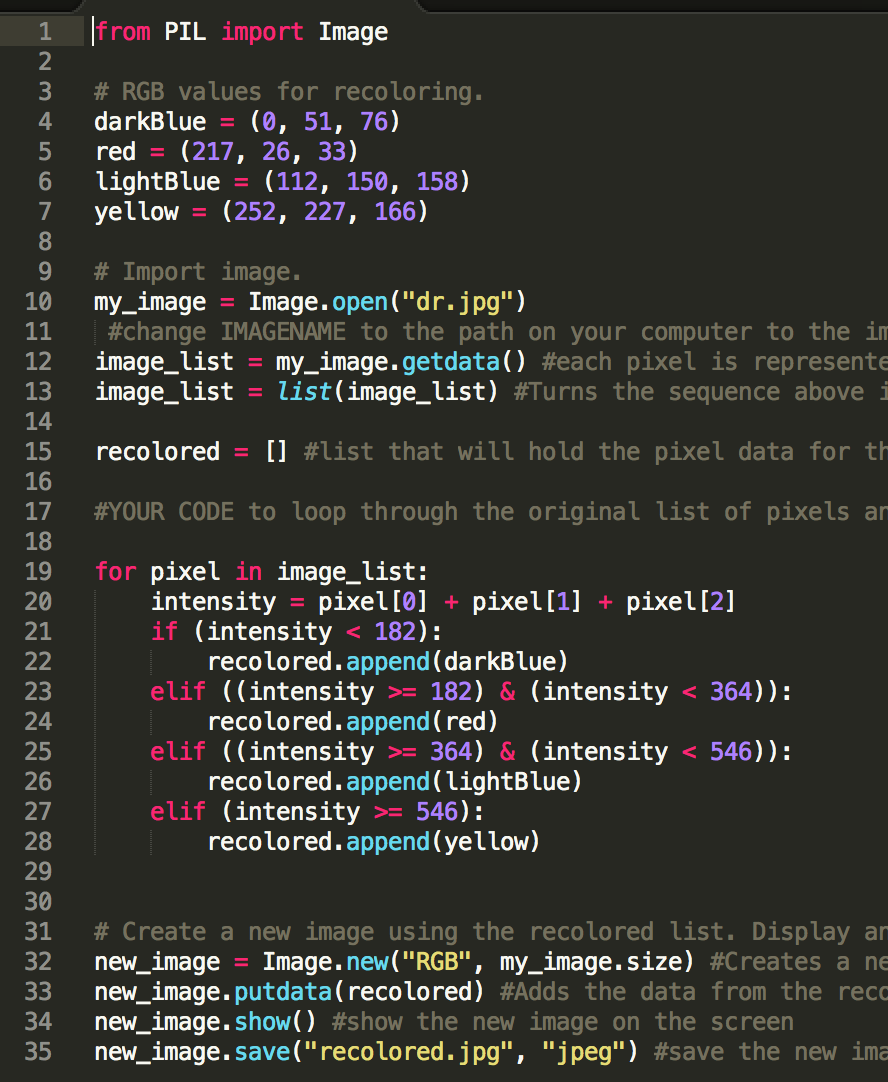 1 from PIL import Image
2
3 # RGB values for recoloring.
4 darkBlue = (0, 51, 76)
5 red = (217, 26, 33)
6 lightBlue = (112, 150, 158)
7 yellow = (252, 227, 166)
8
9 # Import image.
10 my_image = Image.open("dr.jpg")
11 #change IMAGENAME to the path on your computer to the
12 image_list = my_image.getdata() #each pixel is
13 image_list = list(image_list) #Turns the sequence above
14
15 recolored = [] #list that will hold the pixel data for
16
17 #YOUR CODE to loop through the original list of pixels
18
19 for pixel in image_list:
20 intensity = pixel[0] + pixel[1] + pixel[2]
21 if (intensity < 182):
22 recolored.append(darkBlue)
23 elif ((intensity >= 182) & (intensity < 364)):
24 recolored.append(red)
25 elif ((intensity >= 364) & (intensity < 546)):
26 recolored.append(lightBlue)
27 elif (intensity >= 546):
28 recolored.append(yellow)
29
30
31 # Create a new image using the recolored list. Display
32 new_image = Image.new("RGB", my_image.size) #Creates a
33 new_image.putdata(recolored) #Adds the data from the
34 new_image.show() #show the new image on the screen
35 new_image.save("recolored.jpg", "jpeg") #save the new